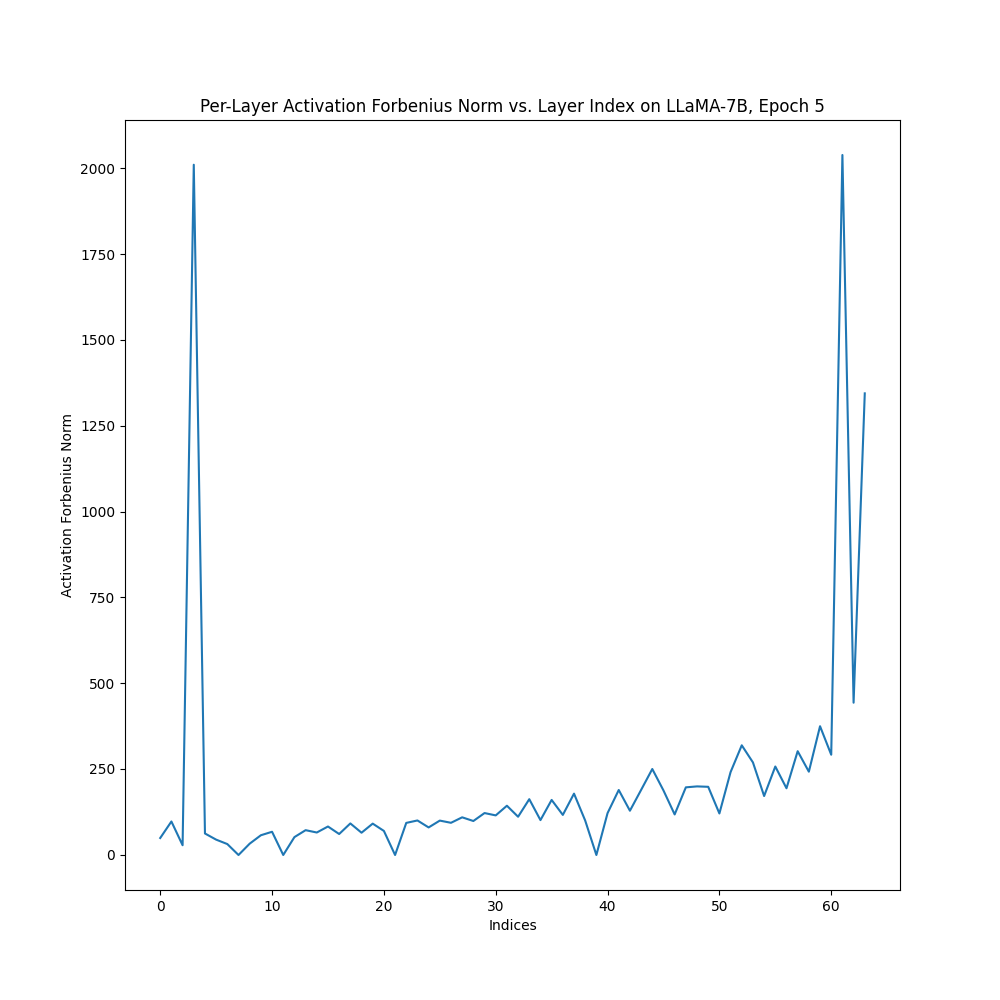 Per-Layer Activation Forbenius Norm vs. Layer Index on LLaMA-7B, Epoch 5
Activation Forbenius Norm
2000
1750
1500
1250
1000
750
500
250
0
0 10 20 30 40 50 60
Indices